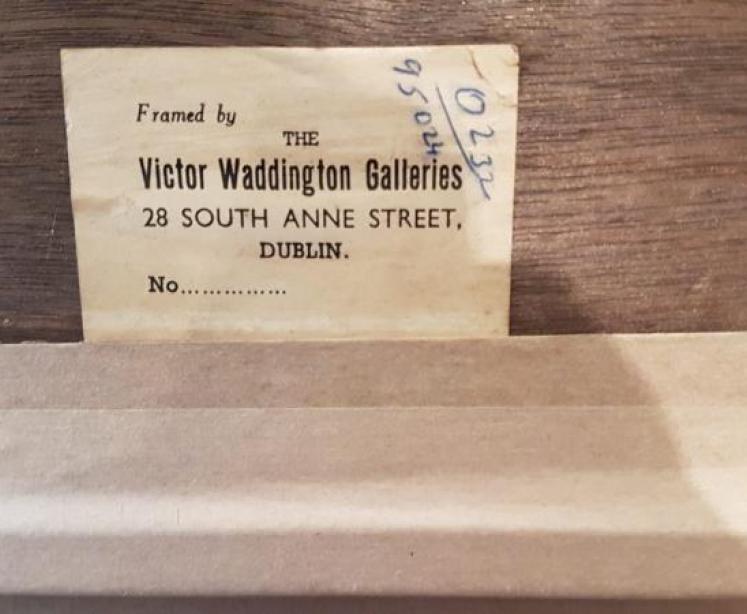 Framed by
THE
Victor Waddington Galleries
28 SOUTH ANNE STREET,
DUBLIN.
No...............
0232
95024